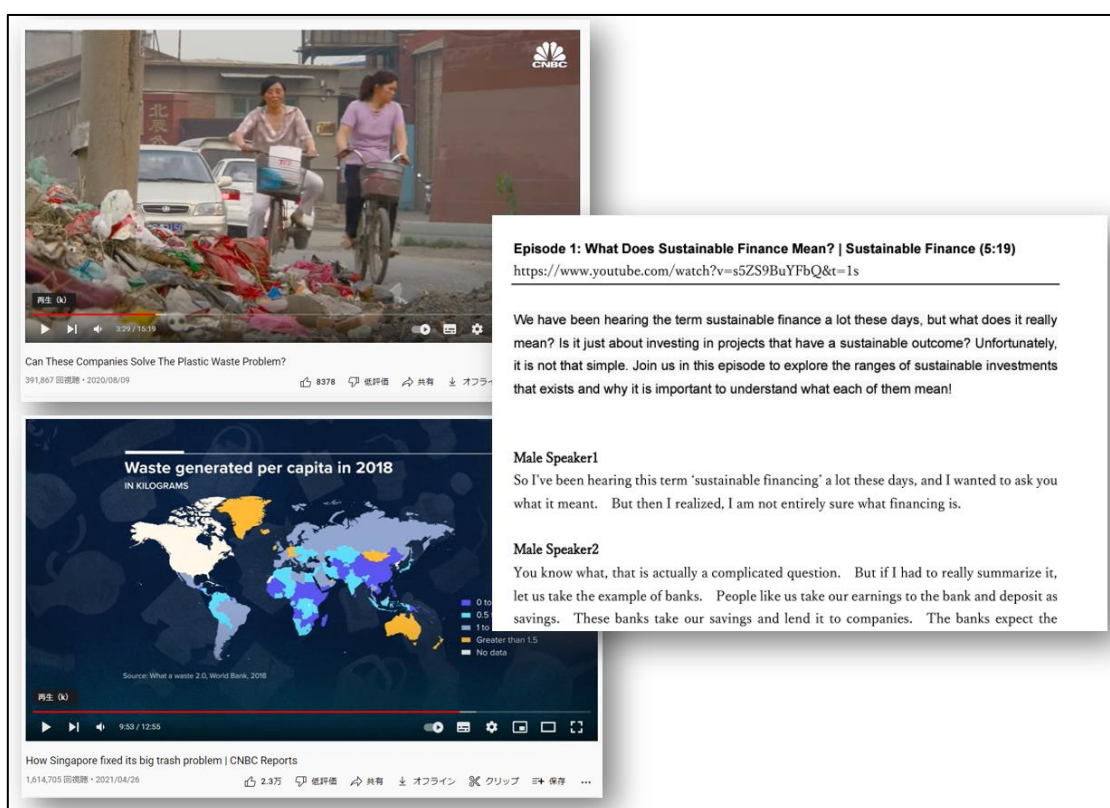 北辰
CNBC
再生 (k)
3:29 / 15:19
Can These Companies Solve The Plastic Waste Problem?
391,867 回視聴・2020/08/09
8378 低評価 共有 オフライ
Waste generated per capita in 2018
IN KILOGRAMS
0 to
0.5
1 to
Greater than 1.5
No data
Source: What a waste 2.0, World Bank, 2018
再生 (k)
9:53 / 12:55
How Singapore fixed its big trash problem | CNBC Reports
1,614,705 回視聴・2021/04/26
2.3万 低評価 共有 オフライン クリップ 保存 …
Episode 1: What Does Sustainable Finance Mean? | Sustainable Finance (5:19)
https://www.youtube.com/watch?v=s5ZS9BuYFbQ&t=1s
We have been hearing the term sustainable finance a lot these days, but what does it really
mean? Is it just about investing in projects that have a sustainable outcome? Unfortunately,
it is not that simple. Join us in this episode to explore the ranges of sustainable investments
that exists and why it is important to understand what each of them mean!
Male Speaker1
So I've been hearing this term 'sustainable financing' a lot these days, and I wanted to ask you
what it meant. But then I realized, I am not entirely sure what financing is.
Male Speaker2
You know what, that is actually a complicated question. But if I had to really summarize it,
let us take the example of banks. People like us take our earnings to the bank and deposit as
savings. These banks take our savings and lend it to companies. The banks expect the